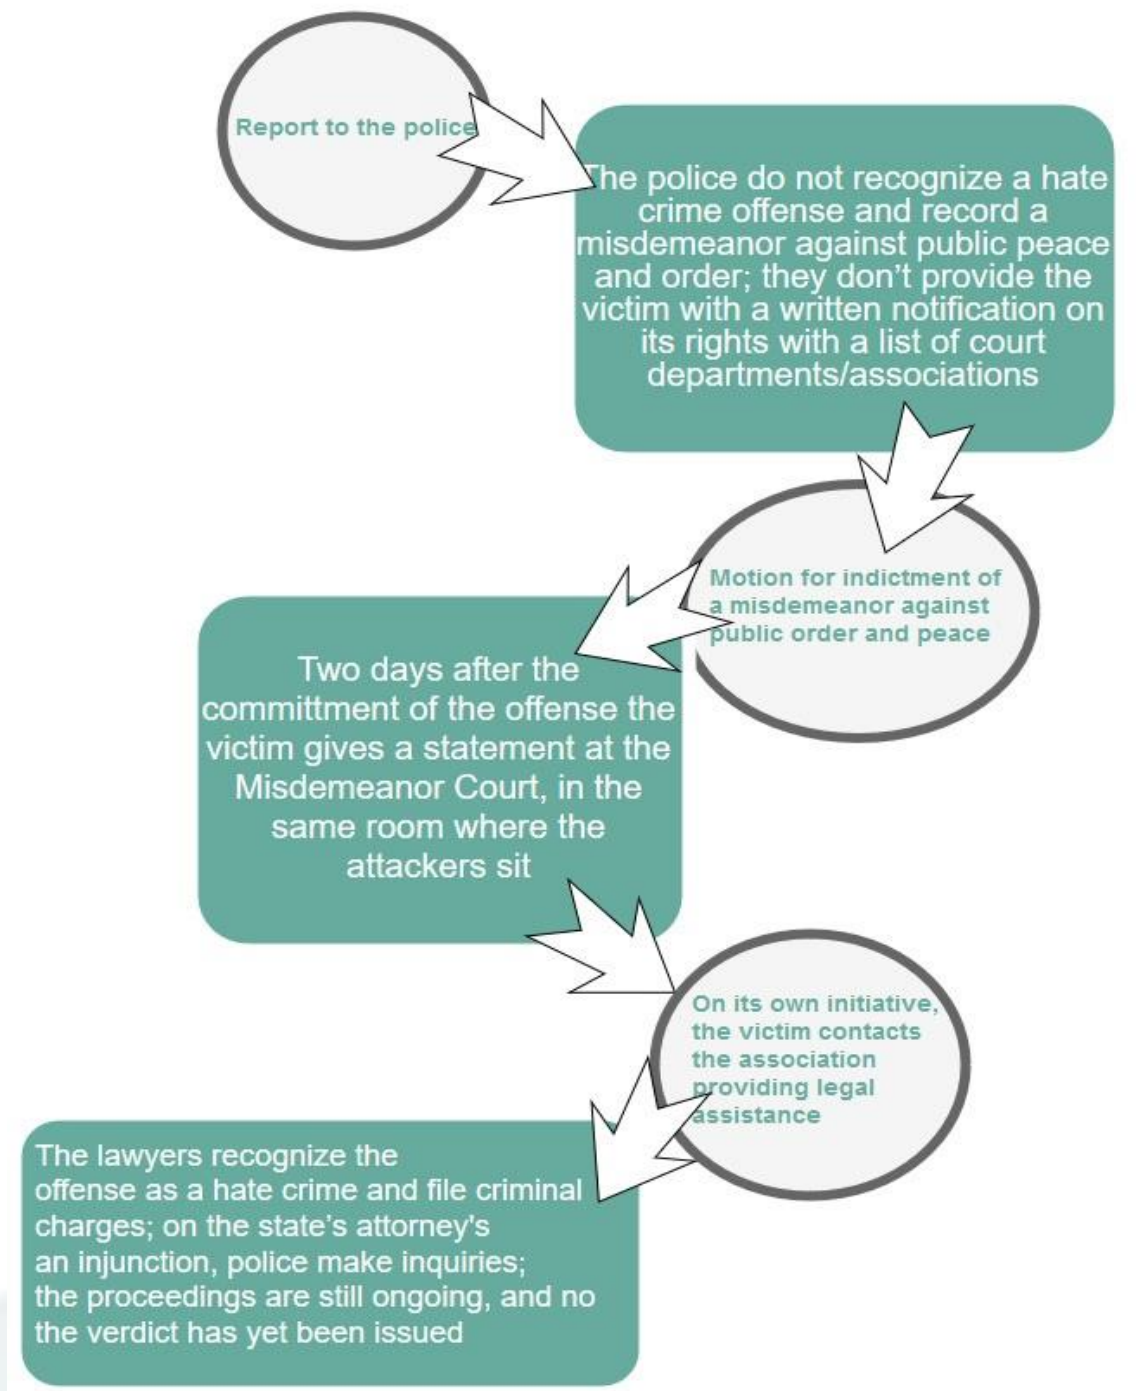 Report to the police
The police do not recognize a hate
crime offense and record a
misdemeanor against public peace
and order; they don’t provide the
victim with a written notification on
its rights with a list of court
departments/associations
Motion for indictment of
a misdemeanor against
public order and peace
Two days after the
committment of the offense the
victim gives a statement at the
Misdemeanor Court, in the
same room where the
attackers sit
On its own initiative,
the victim contacts
the association
providing legal
assistance
The lawyers recognize the
offense as a hate crime and file criminal
charges; on the state’s attorney's
an injunction, police make inquiries;
the proceedings are still ongoing, and no
the verdict has yet been issued